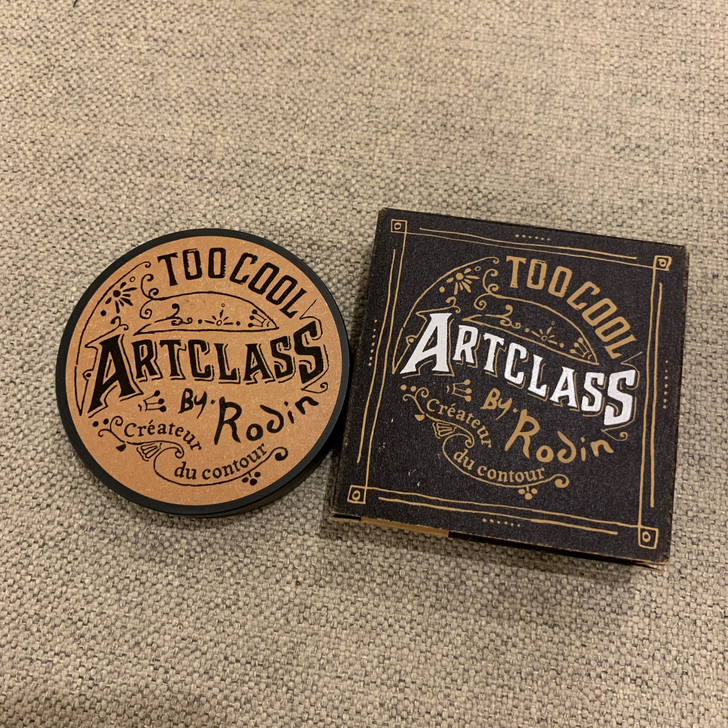 TOO COOL
ARTCLASS
BY. Rodin
Créateur
du contour
TOO COOL
ARTCLASS
BY. Rodin
Créateur
du contour